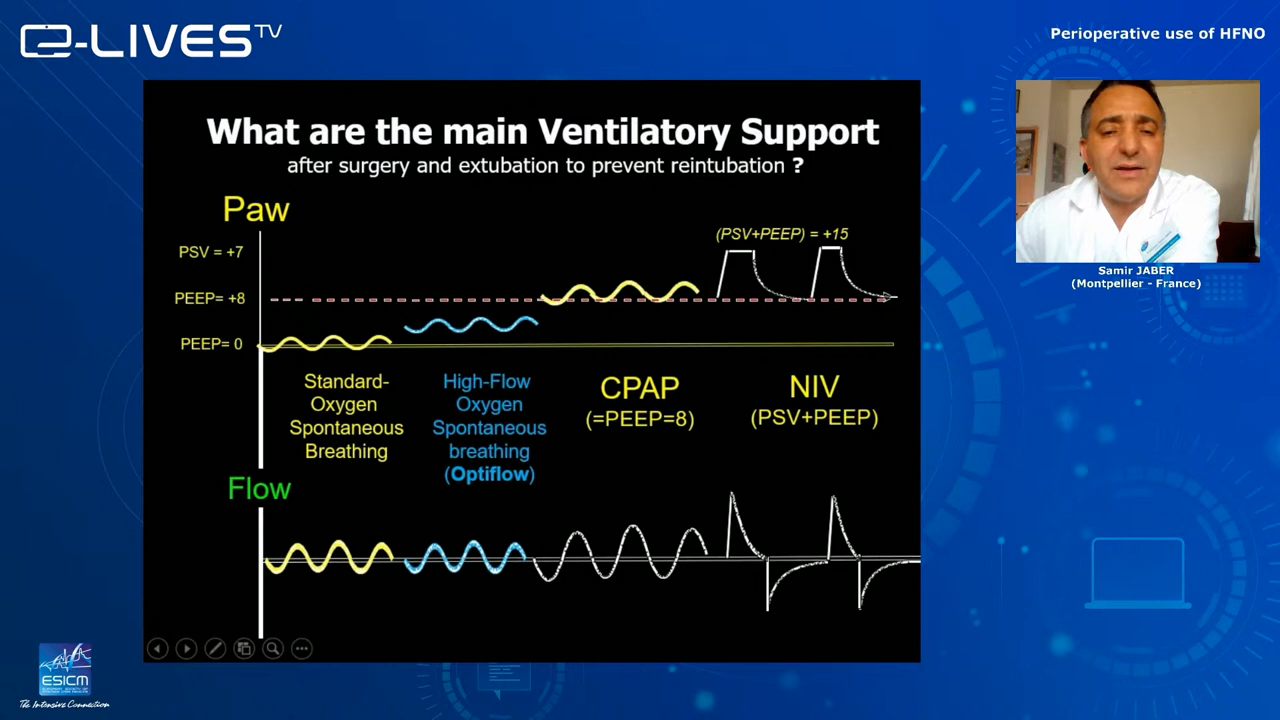 e-LIVES TV
Perioperative use of HFNO
What are the main Ventilatory Support
after surgery and extubation to prevent reintubation ?
Paw
PSV = +7
(PSV+PEEP) = +15
PEEP= +8
PEEP= 0
Standard-
Oxygen
Spontaneous
Breathing
High-Flow
Oxygen
Spontaneous
breathing
(Optiflow)
CPAP
(=PEEP=8)
NIV
(PSV+PEEP)
Flow
Samir JABER
(Montpellier - France)
ESICM
The Intensive Connection